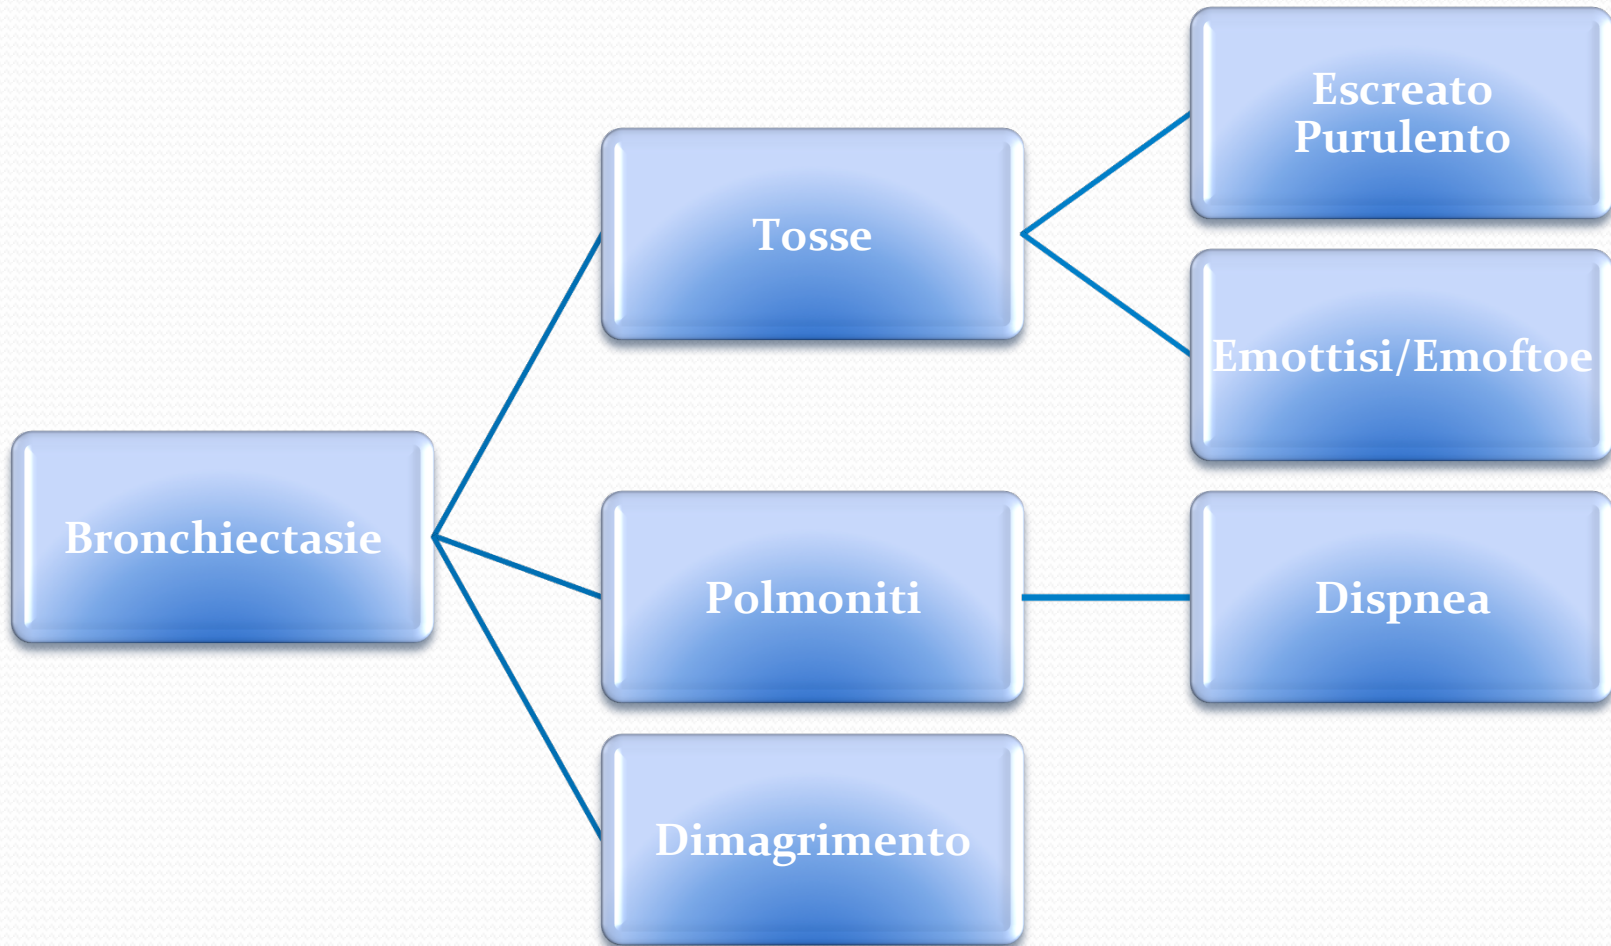 Bronchiectasie
Tosse
Escreato
Purulento
Emottisi/Emoftoe
Polmoniti
Dispnea
Dimagrimento